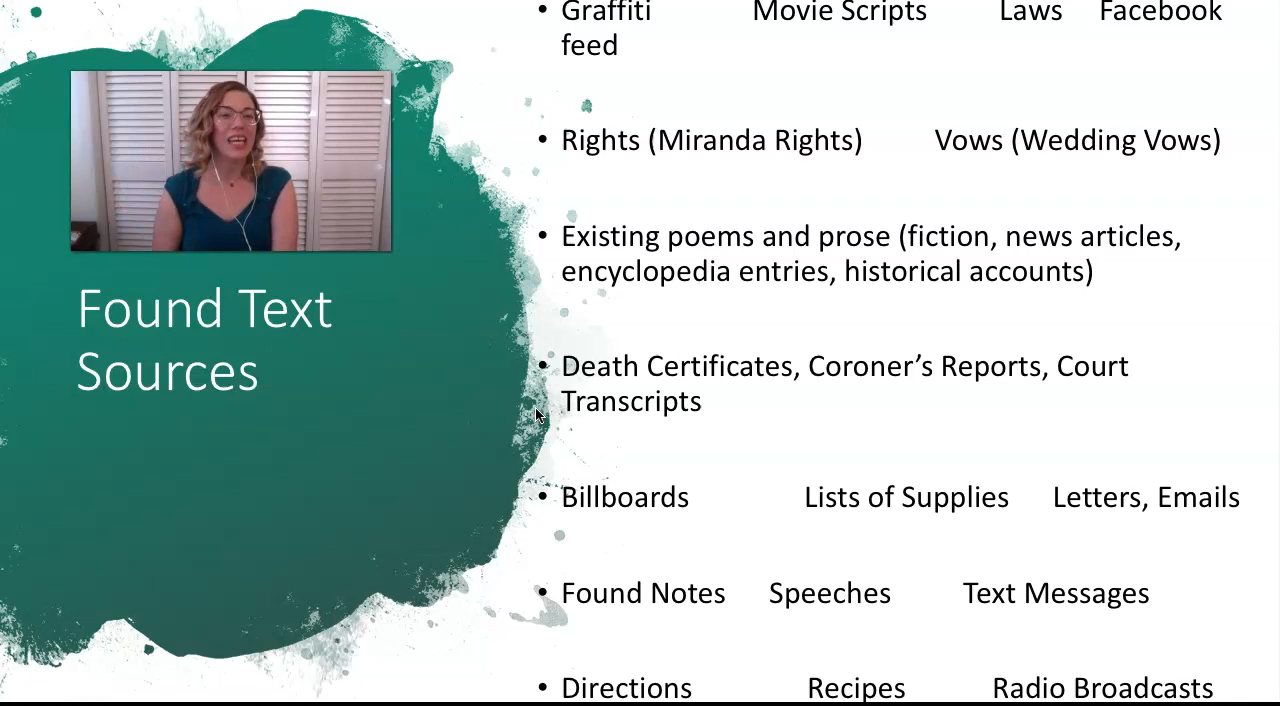 Found Text
Sources
• Graffiti Movie Scripts Laws Facebook
feed
• Rights (Miranda Rights) Vows (Wedding Vows)
• Existing poems and prose (fiction, news articles,
encyclopedia entries, historical accounts)
• Death Certificates, Coroner’s Reports, Court
Transcripts
• Billboards Lists of Supplies Letters, Emails
• Found Notes Speeches Text Messages
• Directions Recipes Radio Broadcasts